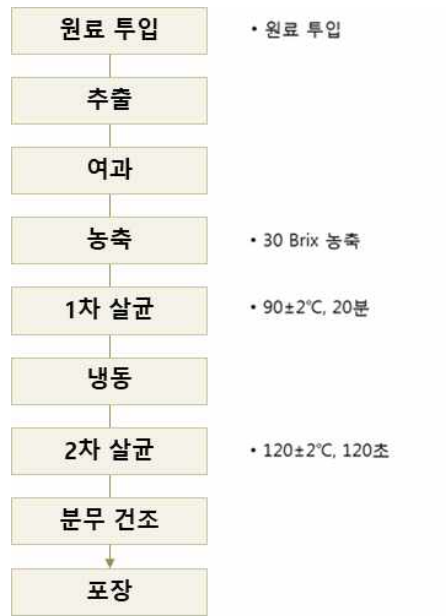 원료 투입
• 원료 투입
추출
여과
농축
• 30 Brix 농축
1차 살균
• 90±2℃, 20분
냉동
2차 살균
• 120±2℃, 120초
분무 건조
포장